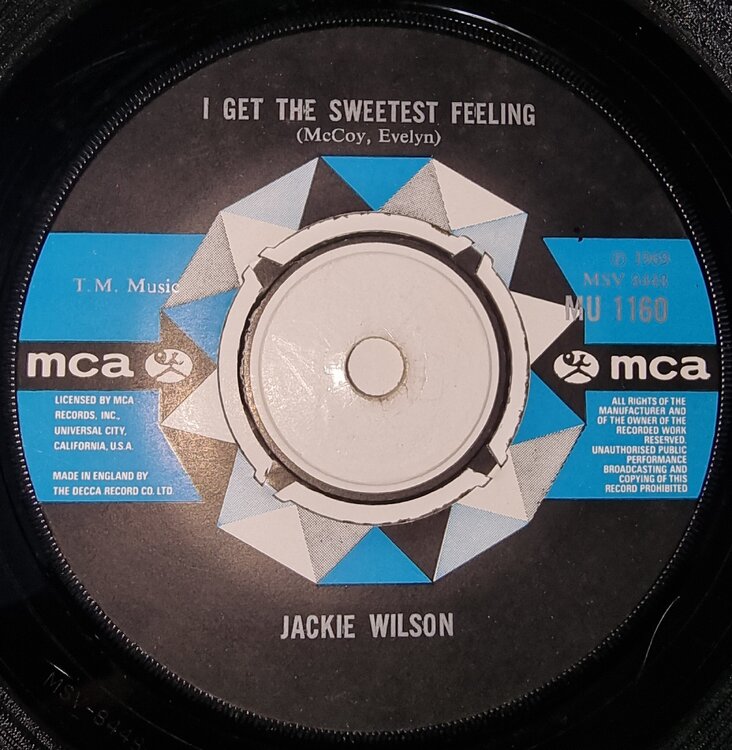 I GET THE SWEETEST FEELING
(McCoy, Evelyn)
T.M. Music
℗ 1969
MSV
MU 1160
mca
mca
LICENSED BY MCA
RECORDS, INC.,
UNIVERSAL CITY,
CALIFORNIA, U.S.A.
MADE IN ENGLAND BY
THE DECCA RECORD CO. LTD.
ALL RIGHTS OF THE
MANUFACTURER AND
OF THE OWNER OF THE
RECORDED WORK
RESERVED.
UNAUTHORISED PUBLIC
PERFORMANCE
BROADCASTING AND
COPYING OF THIS
RECORD PROHIBITED
JACKIE WILSON